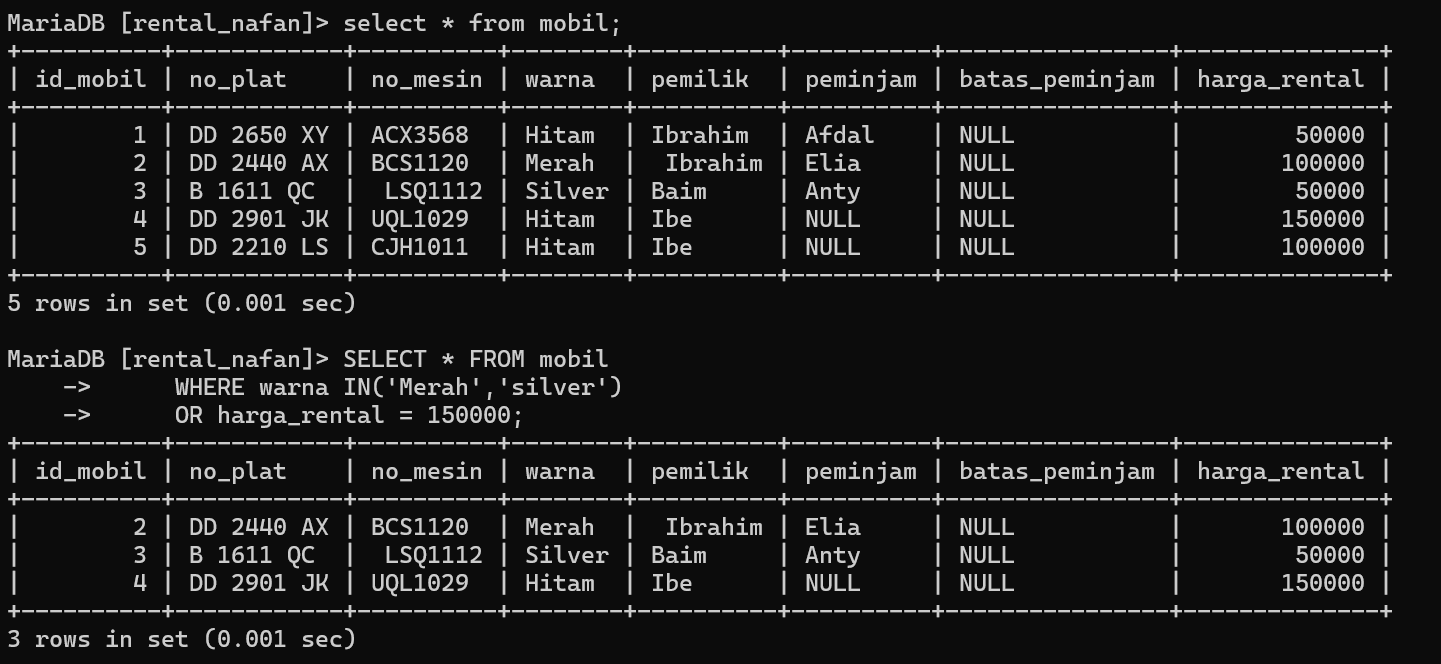 MariaDB [rental_nafan]> select * from mobil;
+----------+------------+----------+--------+----------+----------+----------------+--------------+
| id_mobil | no_plat    | no_mesin | warna  | pemilik  | peminjam | batas_peminjam | harga_rental |
+----------+------------+----------+--------+----------+----------+----------------+--------------+
|        1 | DD 2650 XY | ACX3568  | Hitam  | Ibrahim  | Afdal    | NULL           |        50000 |
|        2 | DD 2440 AX | BCS1120  | Merah  |  Ibrahim | Elia     | NULL           |       100000 |
|        3 | B 1611 QC  |  LSQ1112 | Silver | Baim     | Anty     | NULL           |        50000 |
|        4 | DD 2901 JK | UQL1029  | Hitam  | Ibe      | NULL     | NULL           |       150000 |
|        5 | DD 2210 LS | CJH1011  | Hitam  | Ibe      | NULL     | NULL           |       100000 |
+----------+------------+----------+--------+----------+----------+----------------+--------------+
5 rows in set (0.001 sec)

MariaDB [rental_nafan]> SELECT * FROM mobil
    ->      WHERE warna IN('Merah','silver')
    ->      OR harga_rental = 150000;
+----------+------------+----------+--------+----------+----------+----------------+--------------+
| id_mobil | no_plat    | no_mesin | warna  | pemilik  | peminjam | batas_peminjam | harga_rental |
+----------+------------+----------+--------+----------+----------+----------------+--------------+
|        2 | DD 2440 AX | BCS1120  | Merah  |  Ibrahim | Elia     | NULL           |       100000 |
|        3 | B 1611 QC  |  LSQ1112 | Silver | Baim     | Anty     | NULL           |        50000 |
|        4 | DD 2901 JK | UQL1029  | Hitam  | Ibe      | NULL     | NULL           |       150000 |
+----------+------------+----------+--------+----------+----------+----------------+--------------+
3 rows in set (0.001 sec)